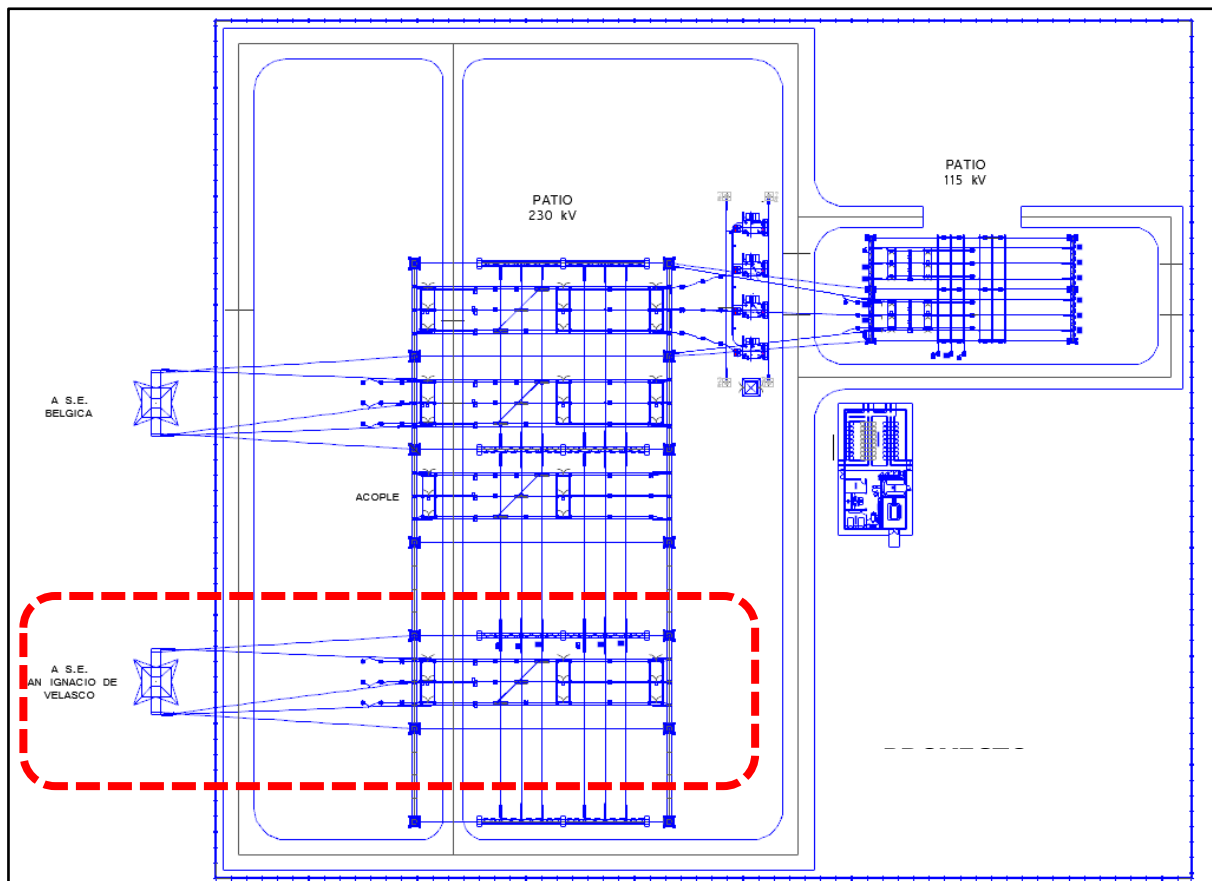 PATIO
115 kV
PATIO
230 kV
A S.E.
BELGICA
ACOPLE
A S.E.
AN IGNACIO DE
VELASCO